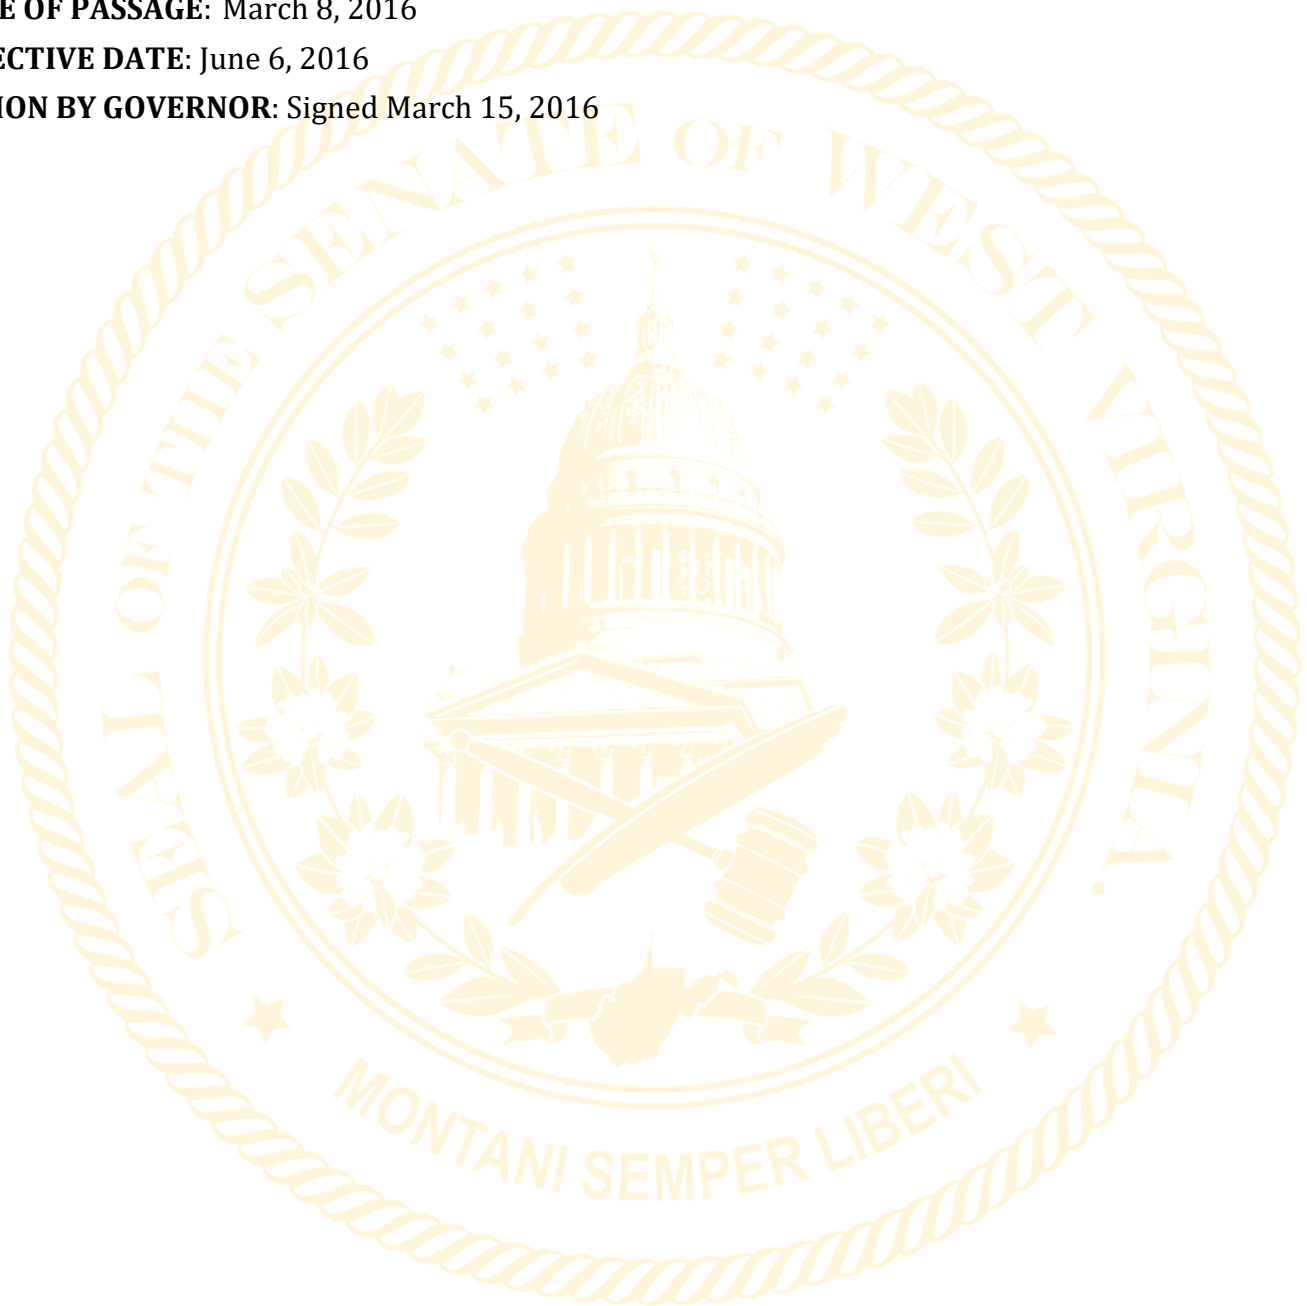 E OF PASSAGE: March 8, 2016
ECTIVE DATE: June 6, 2016
ION BY GOVERNOR: Signed March 15, 2016
SEAL OF THE SENATE OF WEST VIRGINIA.
MONTANI SEMPER LIBERI